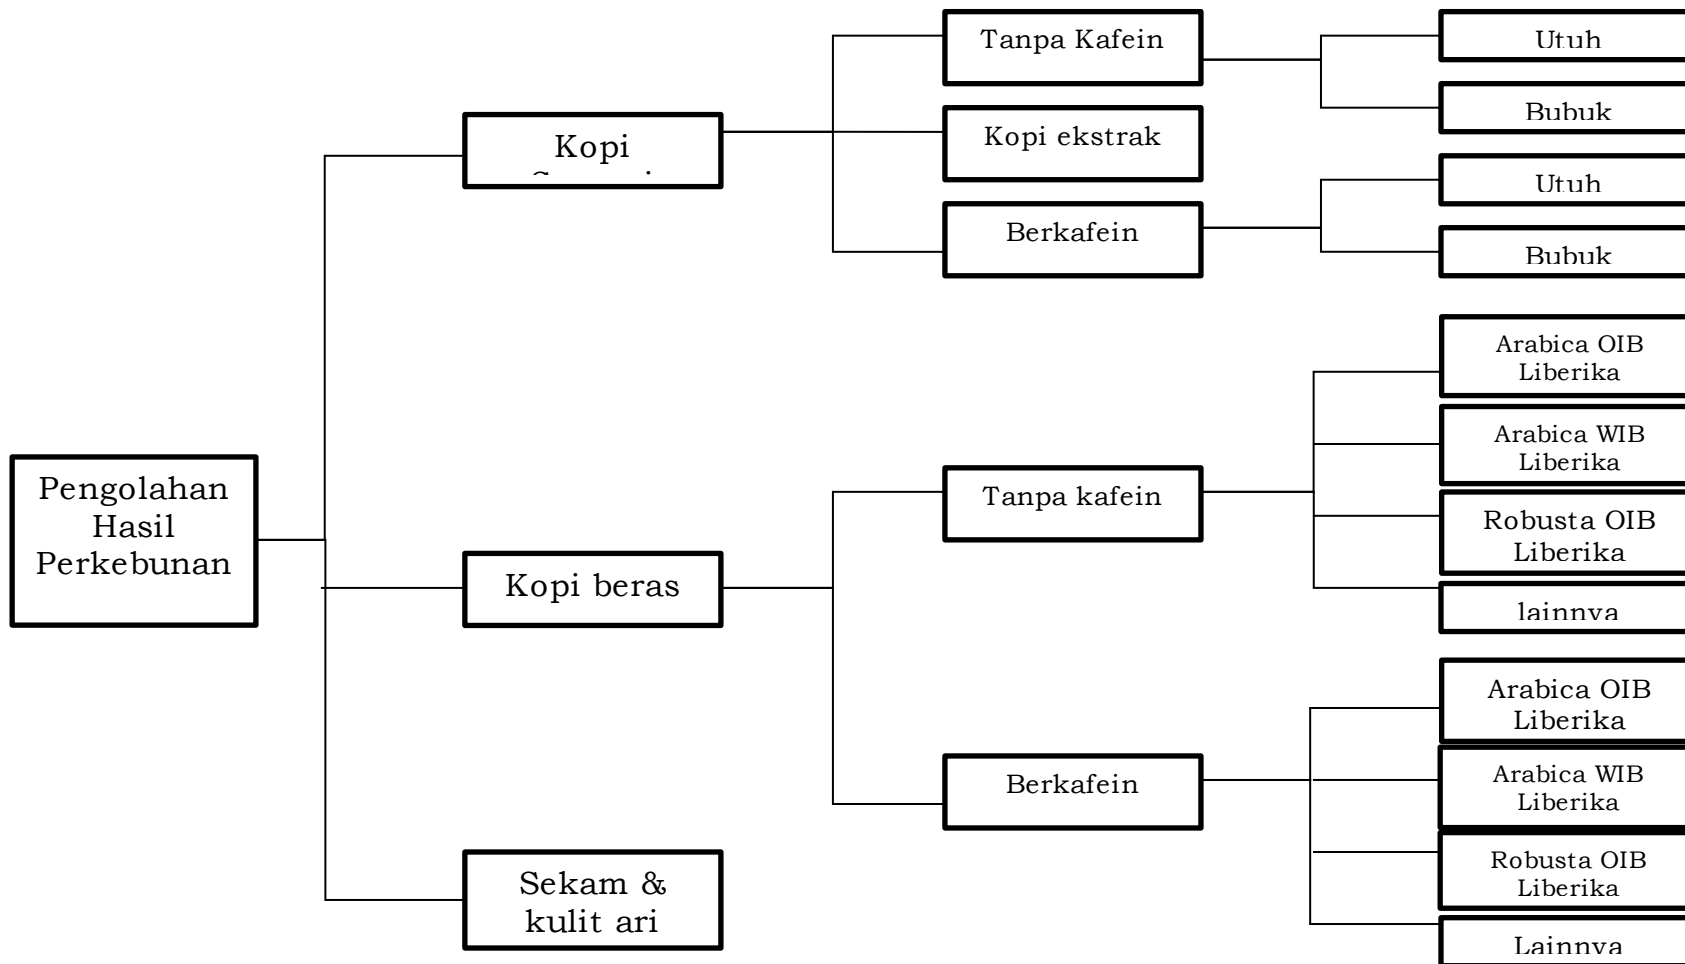 Tanpa Kafein
Utuh
Bubuk
Kopi
Kopi ekstrak
Berkafein
Utuh
Bubuk
Pengolahan
Hasil
Perkebunan
Kopi beras
Tanpa kafein
Arabica OIB
Liberika
Arabica WIB
Liberika
Robusta OIB
Liberika
lainnya
Berkafein
Arabica OIB
Liberika
Arabica WIB
Liberika
Robusta OIB
Liberika
Lainnya
Sekam &
kulit ari